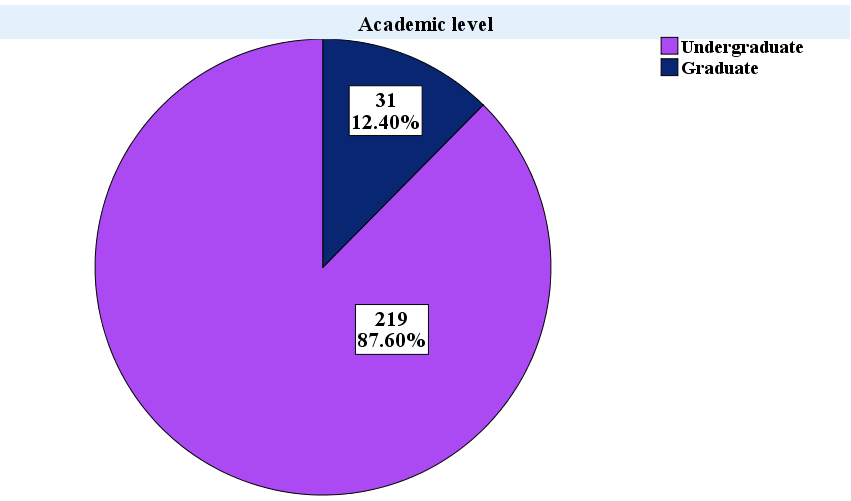 Academic level
Undergraduate
Graduate
31
12.40%
219
87.60%